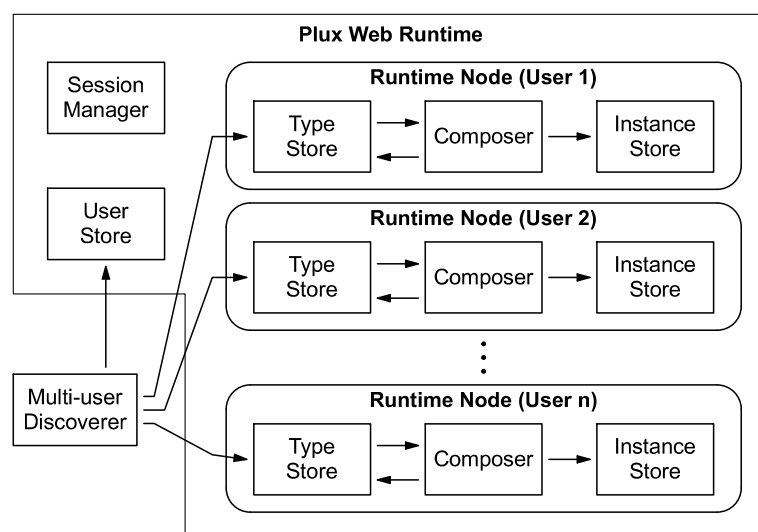 Plux Web Runtime
Session
Manager
User
Store
Multi-user
Discoverer
Runtime Node (User 1)
Type
Store
Composer
Instance
Store
Runtime Node (User 2)
Type
Store
Composer
Instance
Store
Runtime Node (User n)
Type
Store
Composer
Instance
Store